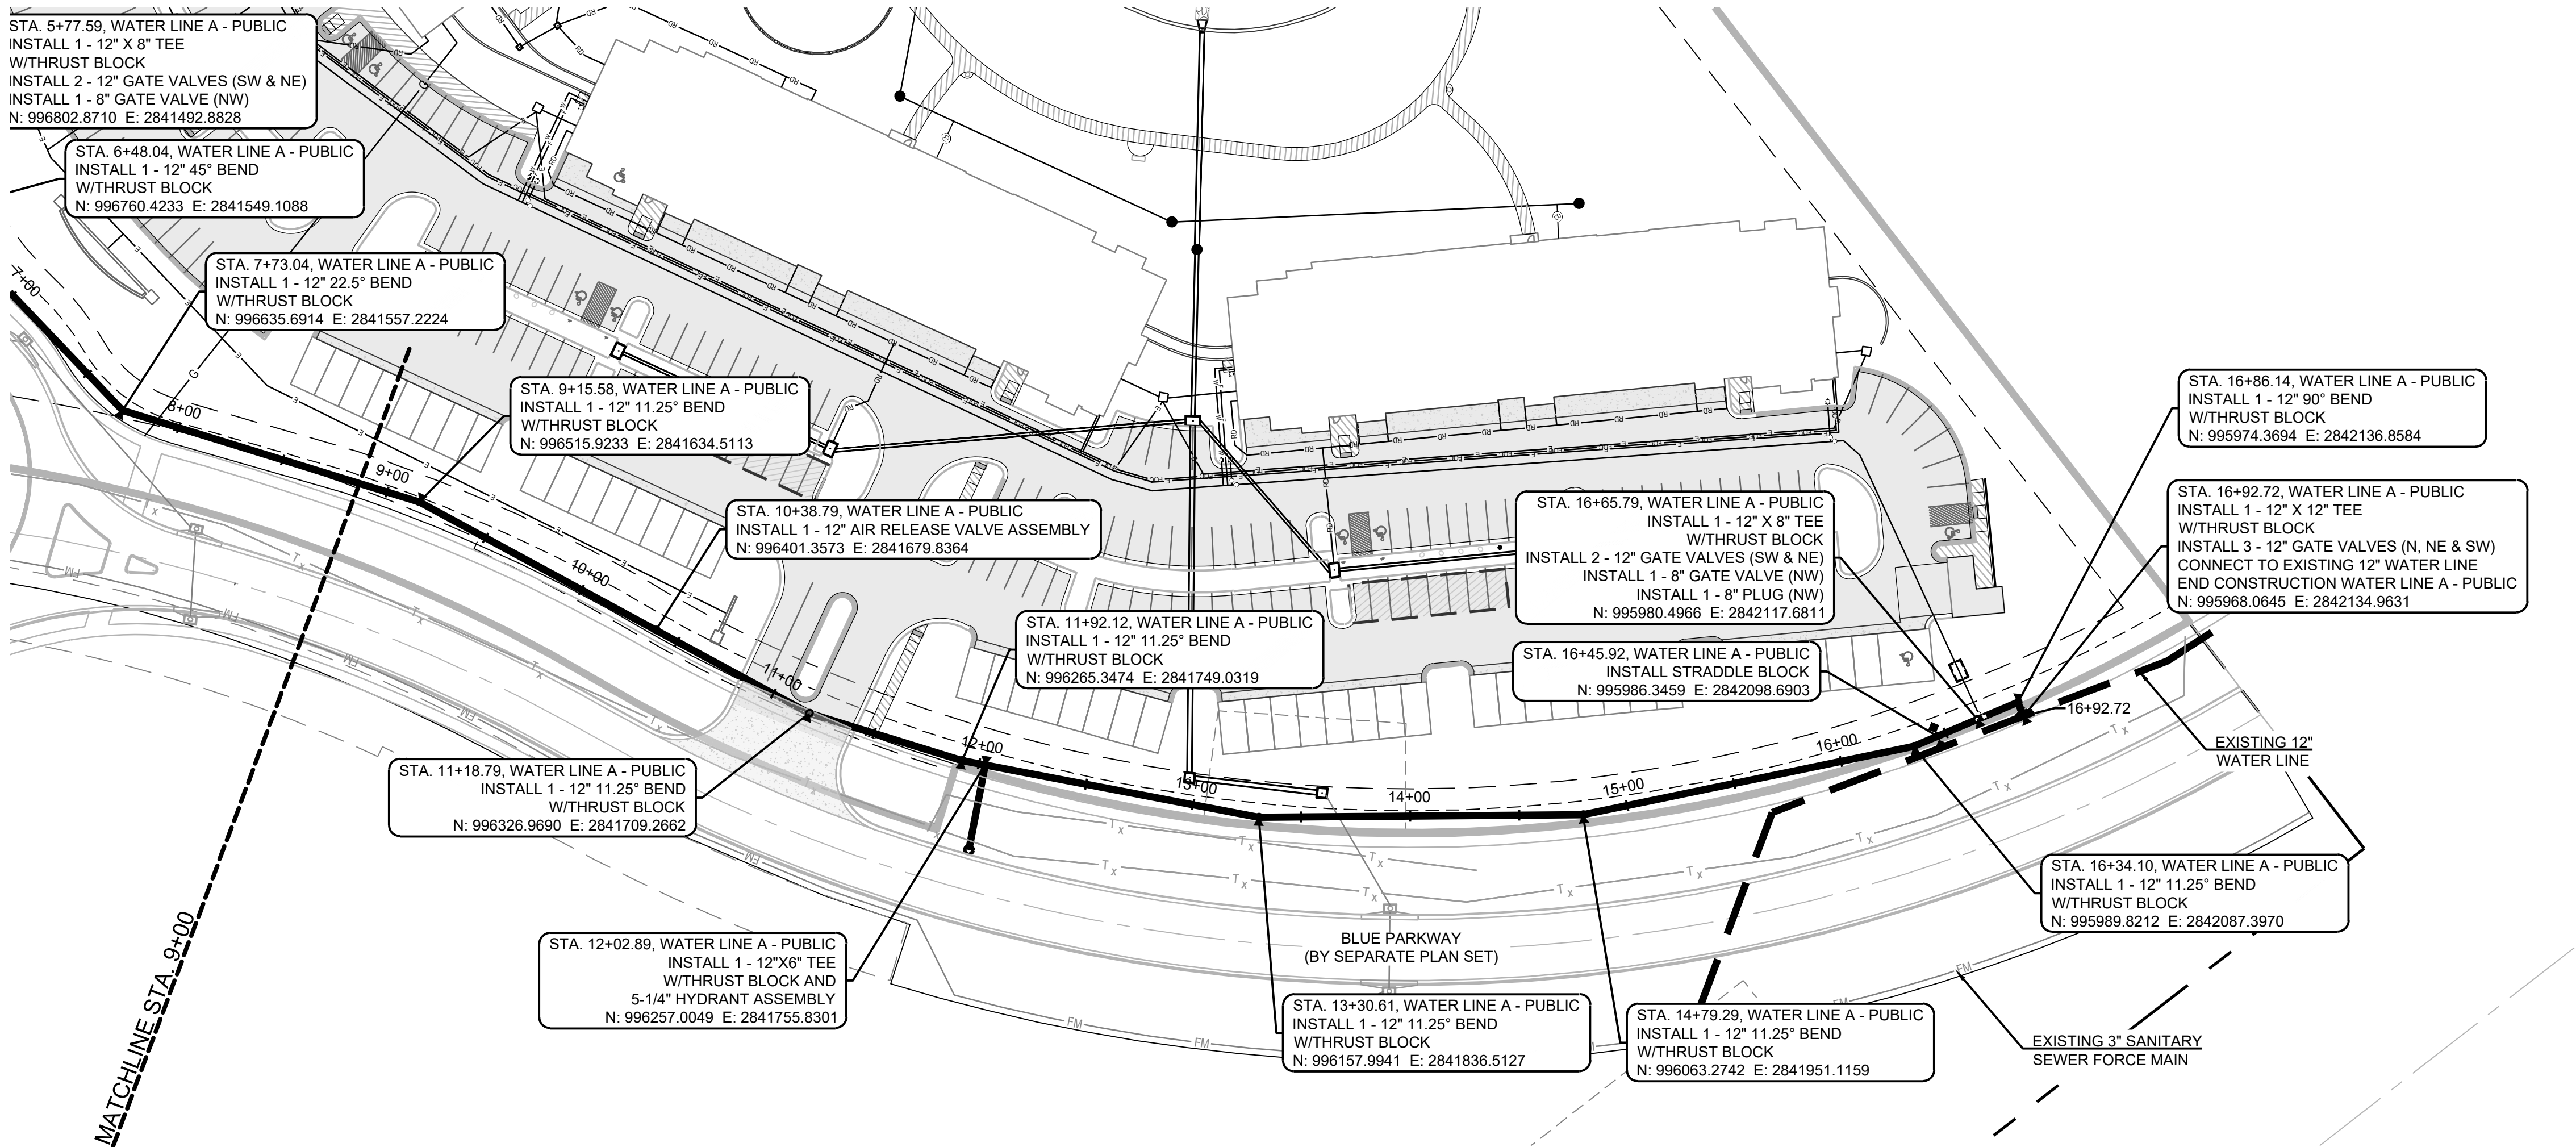 STA. 5+77.59, WATER LINE A - PUBLIC
INSTALL 1 - 12" X 8" TEE
W/THRUST BLOCK
INSTALL 2 - 12" GATE VALVES (SW & NE)
INSTALL 1 - 8" GATE VALVE (NW)
N: 996802.8710 E: 2841492.8828
STA. 6+48.04, WATER LINE A - PUBLIC
INSTALL 1 - 12" 45° BEND
W/THRUST BLOCK
N: 996760.4233 E: 2841549.1088
STA. 7+73.04, WATER LINE A - PUBLIC
INSTALL 1 - 12" 22.5° BEND
W/THRUST BLOCK
N: 996635.6914 E: 2841557.2224
STA. 9+15.58, WATER LINE A - PUBLIC
INSTALL 1 - 12" 11.25° BEND
W/THRUST BLOCK
N: 996515.9233 E: 2841634.5113
STA. 10+38.79, WATER LINE A - PUBLIC
INSTALL 1 - 12" AIR RELEASE VALVE ASSEMBLY
N: 996401.3573 E: 2841679.8364
STA. 11+92.12, WATER LINE A - PUBLIC
INSTALL 1 - 12" 11.25° BEND
W/THRUST BLOCK
N: 996265.3474 E: 2841749.0319
STA. 16+65.79, WATER LINE A - PUBLIC
INSTALL 1 - 12" X 8" TEE
W/THRUST BLOCK
INSTALL 2 - 12" GATE VALVES (SW & NE)
INSTALL 1 - 8" GATE VALVE (NW)
INSTALL 1 - 8" PLUG (NW)
N: 995980.4966 E: 2842117.6811
STA. 16+45.92, WATER LINE A - PUBLIC
INSTALL STRADDLE BLOCK
N: 995986.3459 E: 2842098.6903
STA. 16+86.14, WATER LINE A - PUBLIC
INSTALL 1 - 12" 90° BEND
W/THRUST BLOCK
N: 995974.3694 E: 2842136.8584
STA. 16+92.72, WATER LINE A - PUBLIC
INSTALL 1 - 12" X 12" TEE
W/THRUST BLOCK
INSTALL 3 - 12" GATE VALVES (N, NE & SW)
CONNECT TO EXISTING 12" WATER LINE
END CONSTRUCTION WATER LINE A - PUBLIC
N: 995968.0645 E: 2842134.9631
7+00
8+00
9+00
10+00
11+00
12+00
13+00
14+00
15+00
16+00
16+92.72
EXISTING 12"
WATER LINE
STA. 11+18.79, WATER LINE A - PUBLIC
INSTALL 1 - 12" 11.25° BEND
W/THRUST BLOCK
N: 996326.9690 E: 2841709.2662
STA. 12+02.89, WATER LINE A - PUBLIC
INSTALL 1 - 12"X6" TEE
W/THRUST BLOCK AND
5-1/4" HYDRANT ASSEMBLY
N: 996257.0049 E: 2841755.8301
BLUE PARKWAY
(BY SEPARATE PLAN SET)
STA. 13+30.61, WATER LINE A - PUBLIC
INSTALL 1 - 12" 11.25° BEND
W/THRUST BLOCK
N: 996157.9941 E: 2841836.5127
STA. 14+79.29, WATER LINE A - PUBLIC
INSTALL 1 - 12" 11.25° BEND
W/THRUST BLOCK
N: 996063.2742 E: 2841951.1159
STA. 16+34.10, WATER LINE A - PUBLIC
INSTALL 1 - 12" 11.25° BEND
W/THRUST BLOCK
N: 995989.8212 E: 2842087.3970
EXISTING 3" SANITARY
SEWER FORCE MAIN
MATCHLINE STA. 9+00
G
FM
FM
FM
FM
FM
FM
FM
FM